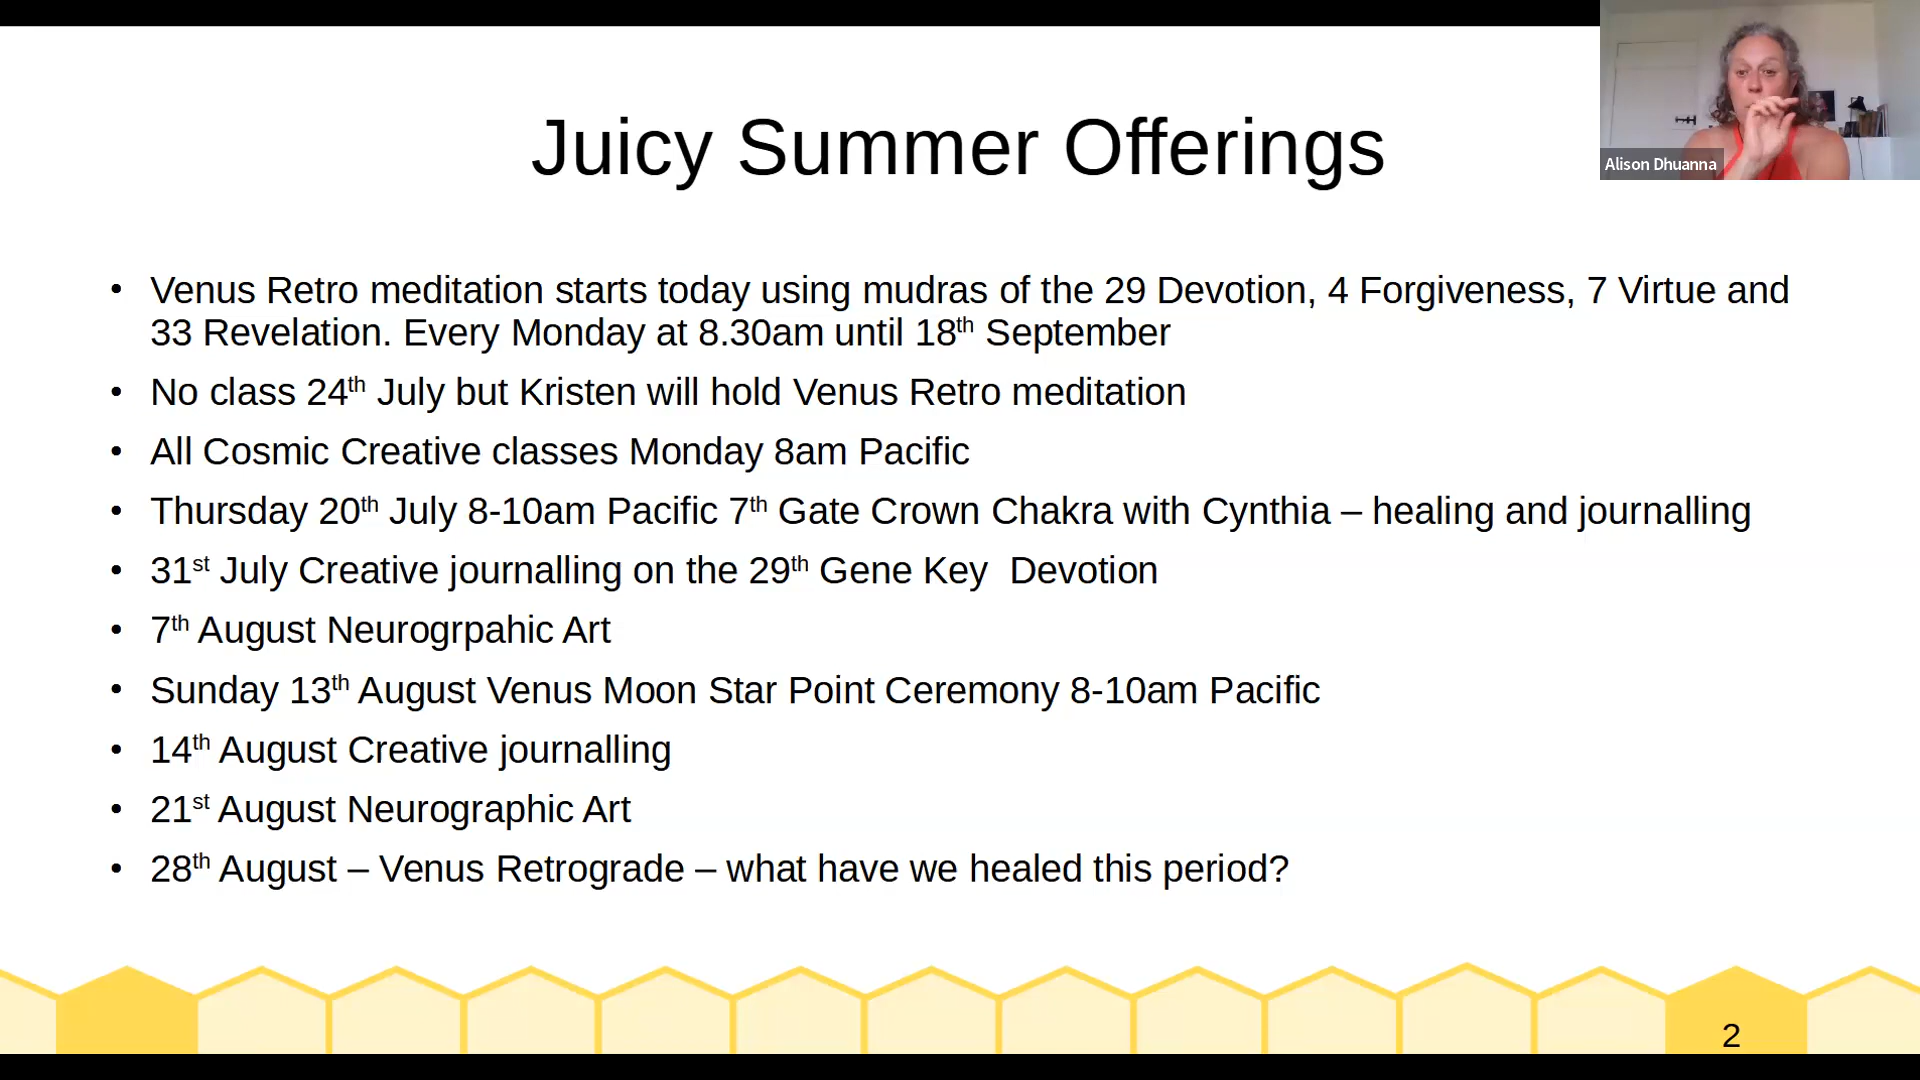 Juicy Summer Offerings
Alison Dhuanna
• Venus Retro meditation starts today using mudras of the 29 Devotion, 4 Forgiveness, 7 Virtue and
33 Revelation. Every Monday at 8.30am until 18th September
• No class 24th July but Kristen will hold Venus Retro meditation
• All Cosmic Creative classes Monday 8am Pacific
• Thursday 20th July 8-10am Pacific 7th Gate Crown Chakra with Cynthia – healing and journalling
• 31st July Creative journalling on the 29th Gene Key  Devotion
• 7th August Neurogrpahic Art
• Sunday 13th August Venus Moon Star Point Ceremony 8-10am Pacific
• 14th August Creative journalling
• 21st August Neurographic Art
• 28th August – Venus Retrograde – what have we healed this period?
2